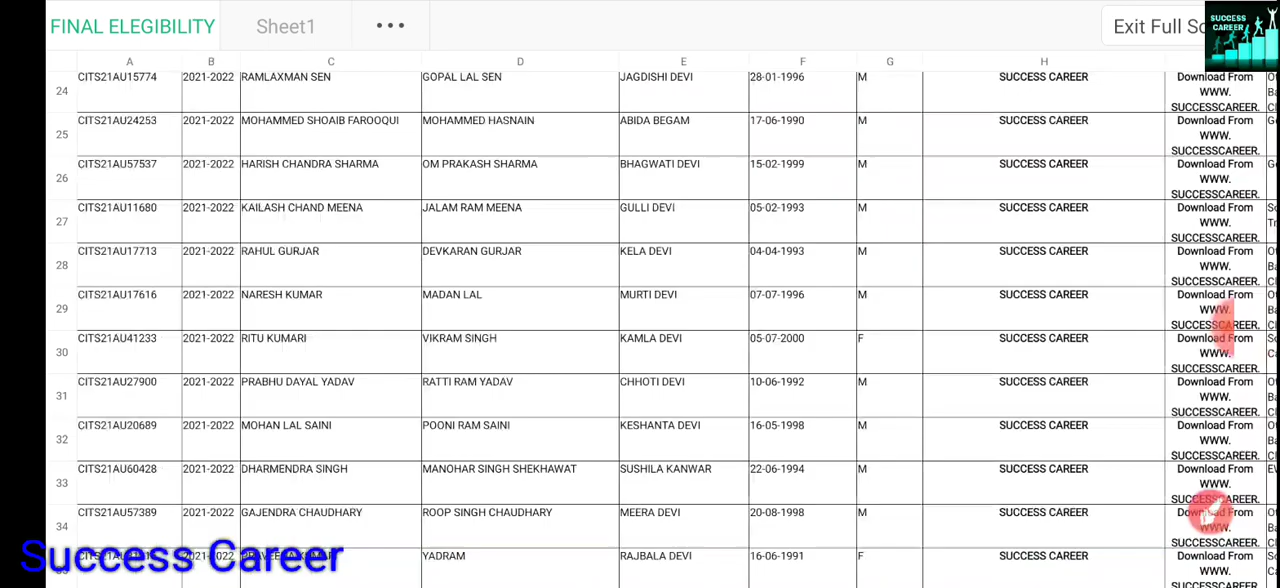 FINAL ELEGIBILITY Sheet1 ••• Exit Full Sc
SUCCESS
CAREER
A B C D E F G H
24 CITS21AU15774 2021-2022 RAMLAXMAN SEN GOPAL LAL SEN JAGDISHI DEVI 28-01-1996 M SUCCESS CAREER Download From
WWW.
SUCCESSCAREER.
25 CITS21AU24253 2021-2022 MOHAMMED SHOAIB FAROOQUI MOHAMMED HASNAIN ABIDA BEGAM 17-06-1990 M SUCCESS CAREER Download From
WWW.
SUCCESSCAREER.
26 CITS21AU57537 2021-2022 HARISH CHANDRA SHARMA OM PRAKASH SHARMA BHAGWATI DEVI 15-02-1999 M SUCCESS CAREER Download From
WWW.
SUCCESSCAREER.
27 CITS21AU11680 2021-2022 KAILASH CHAND MEENA JALAM RAM MEENA GULLI DEVI 05-02-1993 M SUCCESS CAREER Download From
WWW.
SUCCESSCAREER.
28 CITS21AU17713 2021-2022 RAHUL GURJAR DEVKARAN GURJAR KELA DEVI 04-04-1993 M SUCCESS CAREER Download From
WWW.
SUCCESSCAREER.
29 CITS21AU17616 2021-2022 NARESH KUMAR MADAN LAL MURTI DEVI 07-07-1996 M SUCCESS CAREER Download From
WWW.
SUCCESSCAREER.
30 CITS21AU41233 2021-2022 RITU KUMARI VIKRAM SINGH KAMLA DEVI 05-07-2000 F SUCCESS CAREER Download From
WWW.
SUCCESSCAREER.
31 CITS21AU27900 2021-2022 PRABHU DAYAL YADAV RATTI RAM YADAV CHHOTI DEVI 10-06-1992 M SUCCESS CAREER Download From
WWW.
SUCCESSCAREER.
32 CITS21AU20689 2021-2022 MOHAN LAL SAINI POONI RAM SAINI KESHANTA DEVI 16-05-1998 M SUCCESS CAREER Download From
WWW.
SUCCESSCAREER.
33 CITS21AU60428 2021-2022 DHARMENDRA SINGH MANOHAR SINGH SHEKHAWAT SUSHILA KANWAR 22-06-1994 M SUCCESS CAREER Download From
WWW.
SUCCESSCAREER.
34 CITS21AU57389 2021-2022 GAJENDRA CHAUDHARY ROOP SINGH CHAUDHARY MEERA DEVI 20-08-1998 M SUCCESS CAREER Download From
WWW.
SUCCESSCAREER.
2021-2022 YADRAM RAJBALA DEVI 16-06-1991 F SUCCESS CAREER Download From
WWW.
SUCCESSCAREER.
Success Career